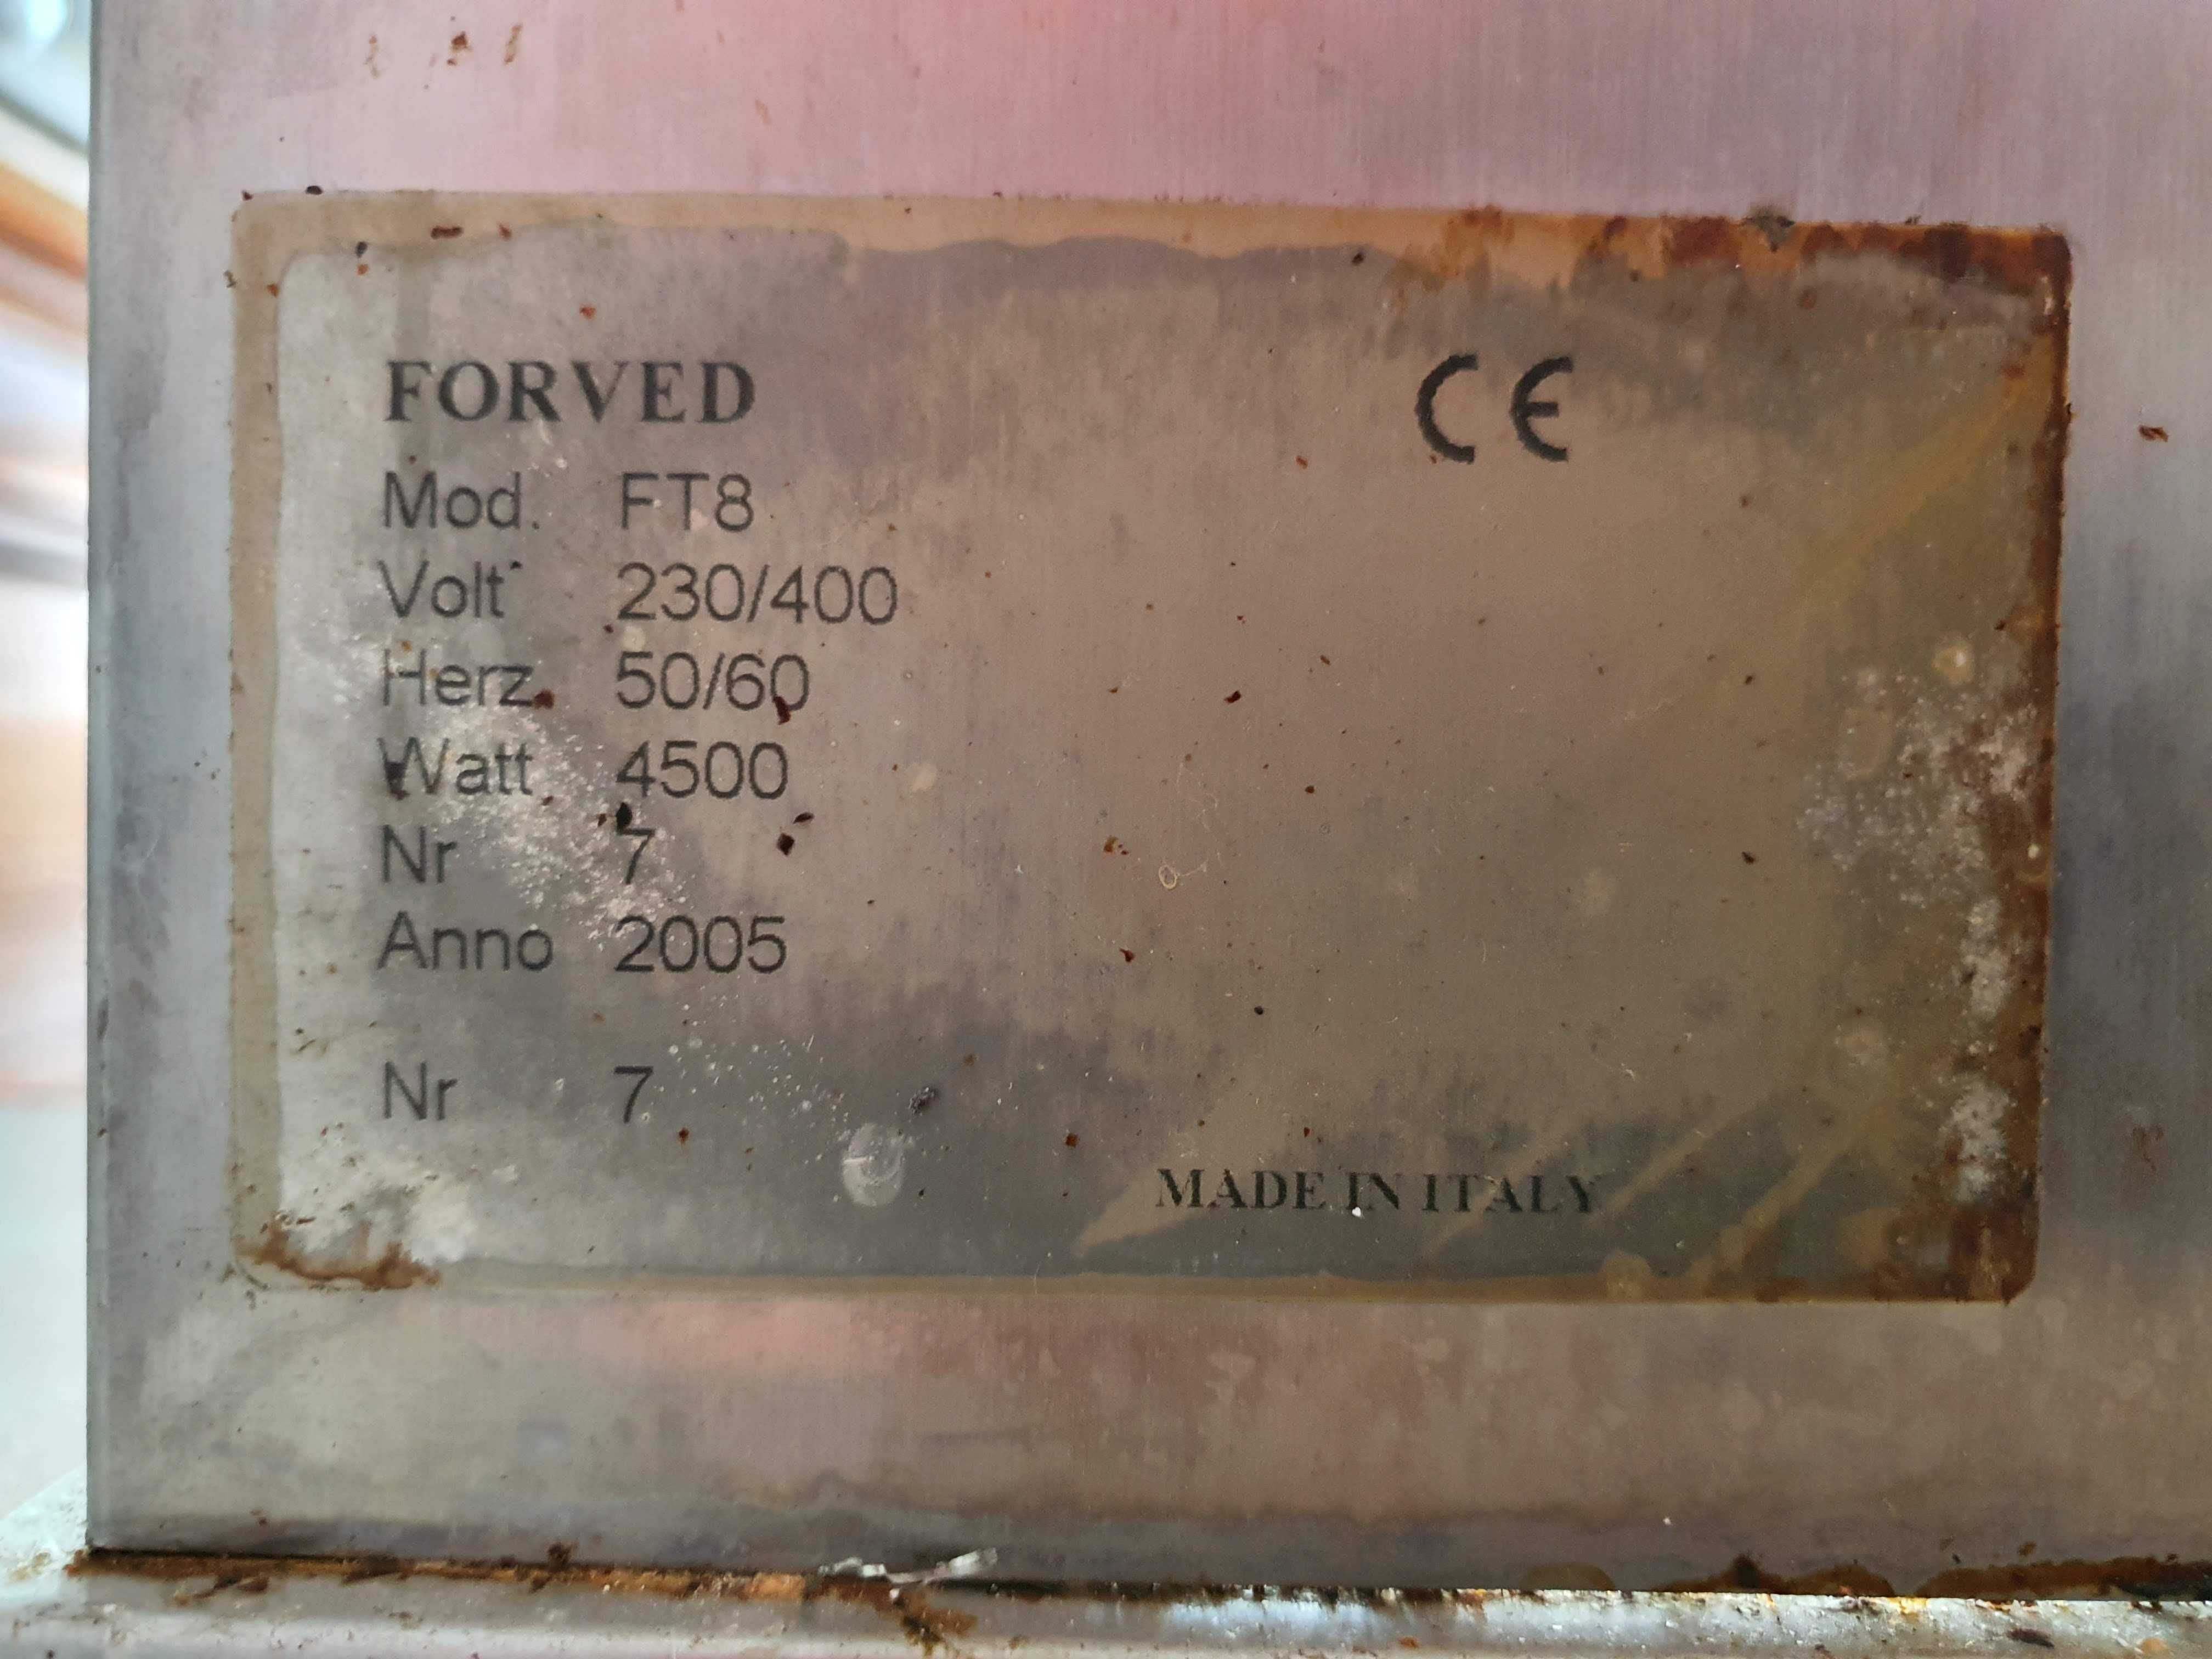 FORVED CE
Mod. FT8
Volt 230/400
Herz. 50/60
Watt 4500
Nr 7
Anno 2005
Nr 7
MADE IN ITALY